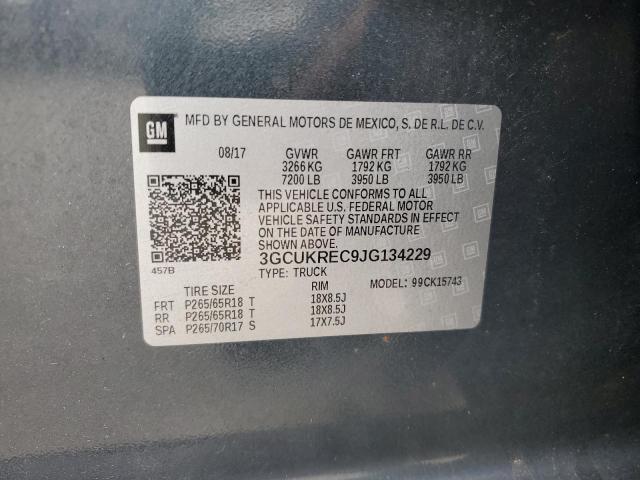 GM
MFD BY GENERAL MOTORS DE MEXICO, S. DE R.L. DE C.V.
08/17 GVWR GAWR FRT GAWR RR
3266 KG 1792 KG 1792 KG
7200 LB 3950 LB 3950 LB
THIS VEHICLE CONFORMS TO ALL
APPLICABLE U.S. FEDERAL MOTOR
VEHICLE SAFETY STANDARDS IN EFFECT
ON THE DATE OF MANUFACTURE
SHOWN ABOVE.
457B
3GCUKREC9JG134229
TYPE: TRUCK MODEL: 99CK15743
TIRE SIZE RIM
FRT P265/65R18 T 18X8.5J
RR P265/65R18 T 18X8.5J
SPA P265/70R17 S 17X7.5J